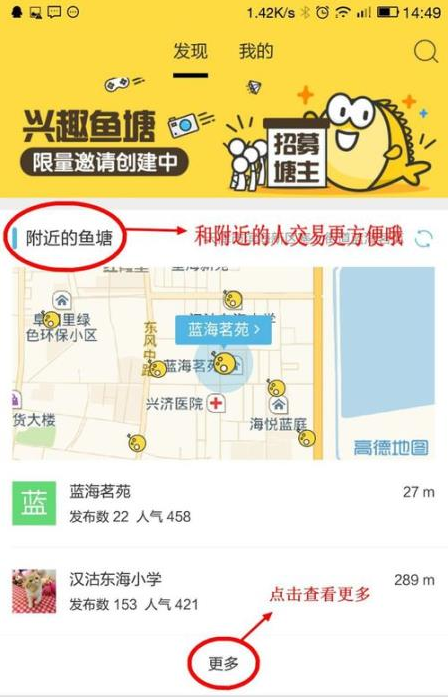 1.42K/s 14:49
发现 我的
兴趣鱼塘
限量邀请创建中
招募
塘主
附近的鱼塘
和附近的人交易更方便哦
蓝海茗苑 >
里绿
色环保小区
东风中路
蓝海茗苑
兴济医院
货大楼
海悦蓝庭
高德地图
蓝
蓝海茗苑 27 m
发布数 22 人气 458
汉沽东海小学 289 m
发布数 153 人气 421
点击查看更多
更多